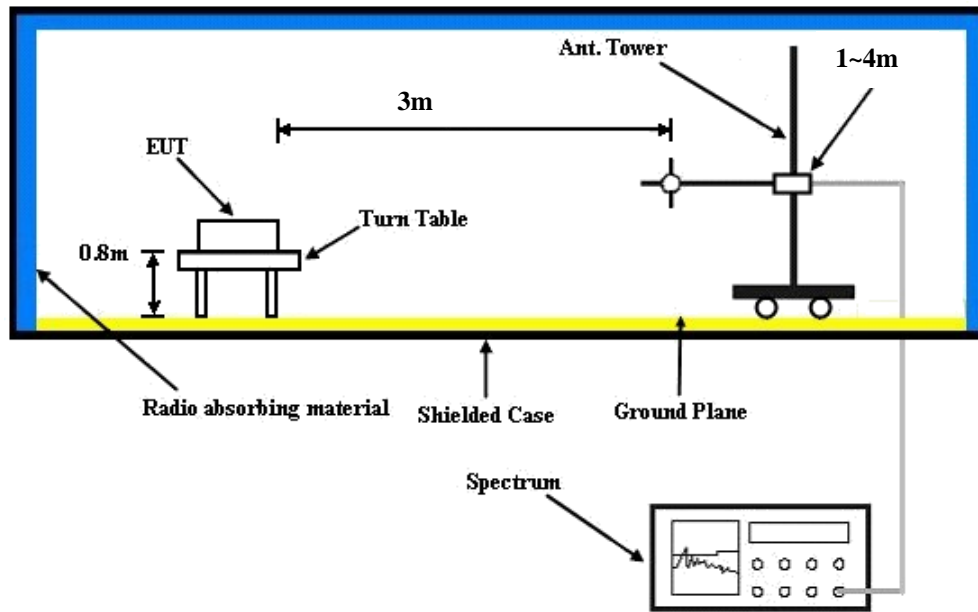 Ant. Tower
1~4m
3m
EUT
Turn Table
0.8m
Radio absorbing material
Shielded Case
Ground Plane
Spectrum